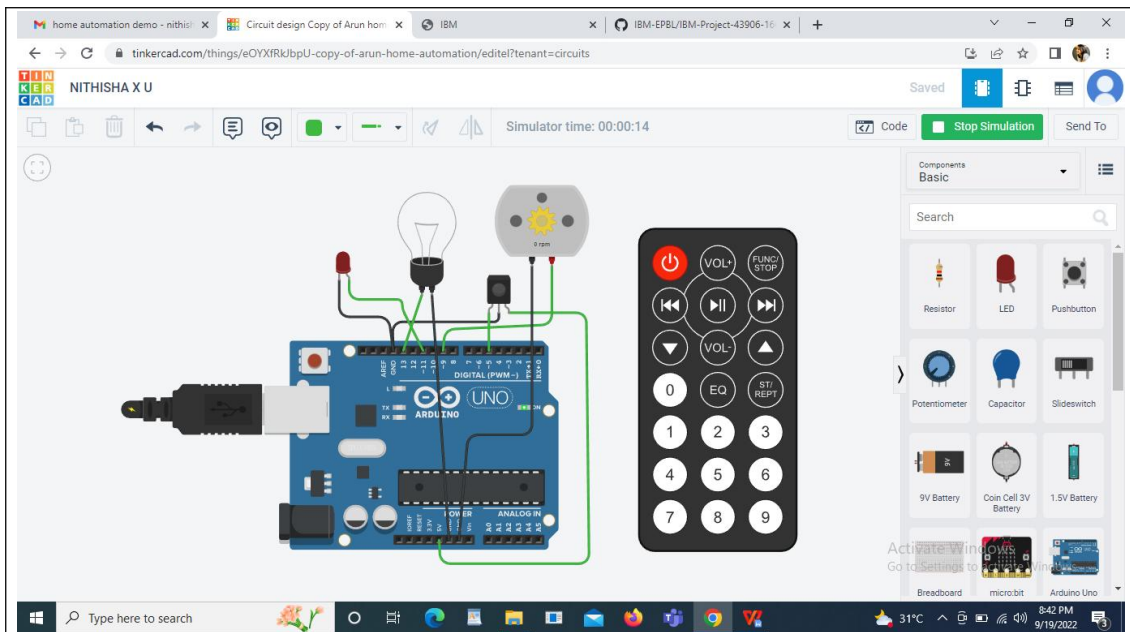 home automation demo - nithish
Circuit design Copy of Arun hom
IBM
IBM-EPBL/IBM-Project-43906-16
tinkercad.com/things/eOYXfRkJbpU-copy-of-arun-home-automation/editel?tenant=circuits
TIN
KER
CAD
NITHISHA X U
Saved
Simulator time: 00:00:14
Code
Stop Simulation
Send To
Components
Basic
Search
Resistor
LED
Pushbutton
Potentiometer
Capacitor
Slideswitch
9V
9V Battery
Coin Cell 3V
Battery
1.5V Battery
Breadboard
micro:bit
Arduino Uno
0 rpm
AREF
GND
13
12
~11
~10
~9
8
7
~6
~5
4
~3
2
TX→1
RX←0
DIGITAL (PWM~)
L
TX
RX
ARDUINO
UNO
ON
POWER
ANALOG IN
IOREF
RESET
3.3V
5V
Vin
A0
A1
A2
A3
A4
A5
VOL+
FUNC/
STOP
VOL-
0
EQ
ST/
REPT
1
2
3
4
5
6
7
8
9
Activate Windows
Go to Settings to activate Windows.
Type here to search
31°C
8:42 PM
9/19/2022
3